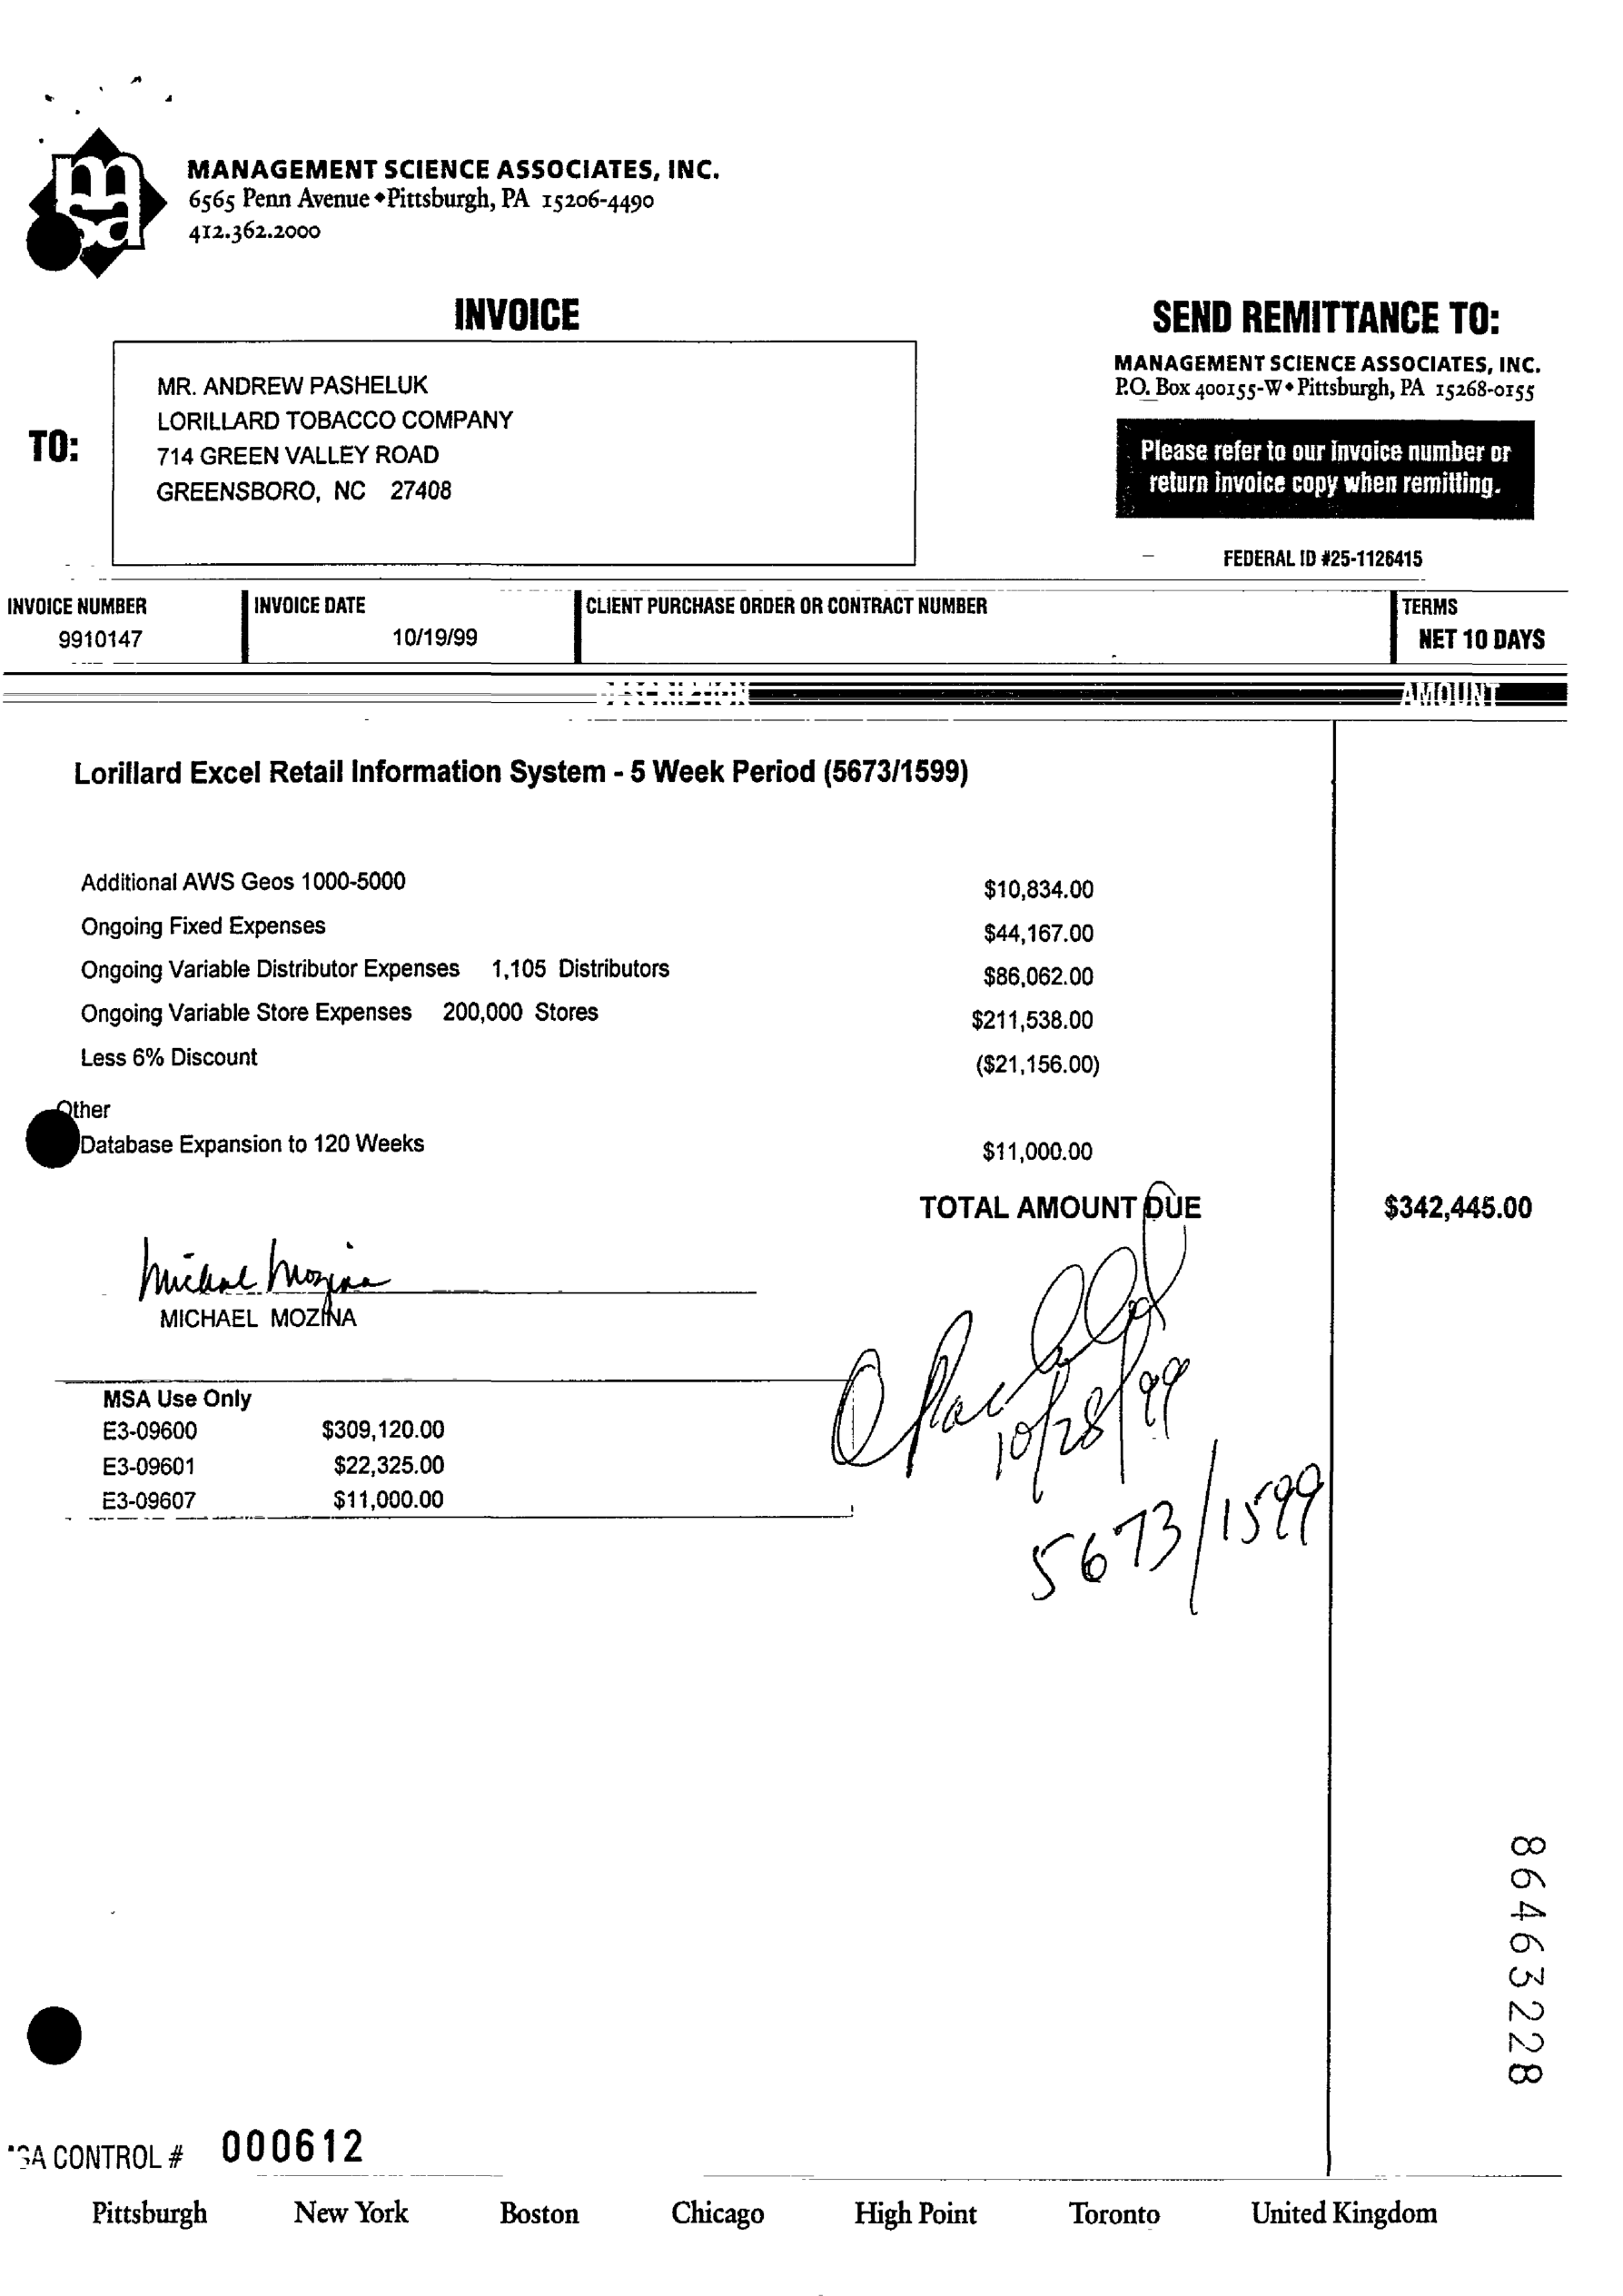 msa
MANAGEMENT SCIENCE ASSOCIATES, INC.
6565 Penn Avenue ◆ Pittsburgh, PA 15206-4490
412.362.2000
INVOICE
SEND REMITTANCE TO:
MANAGEMENT SCIENCE ASSOCIATES, INC.
P.O. Box 400155-W ◆ Pittsburgh, PA 15268-0155
TO:
MR. ANDREW PASHELUK
LORILLARD TOBACCO COMPANY
714 GREEN VALLEY ROAD
GREENSBORO, NC 27408
Please refer to our invoice number or
return invoice copy when remitting.
FEDERAL ID #25-1126415
INVOICE NUMBER INVOICE DATE CLIENT PURCHASE ORDER OR CONTRACT NUMBER TERMS
9910147 10/19/99 NET 10 DAYS
DESCRIPTION AMOUNT
Lorillard Excel Retail Information System - 5 Week Period (5673/1599)
Additional AWS Geos 1000-5000 $10,834.00
Ongoing Fixed Expenses $44,167.00
Ongoing Variable Distributor Expenses 1,105 Distributors $86,062.00
Ongoing Variable Store Expenses 200,000 Stores $211,538.00
Less 6% Discount ($21,156.00)
Other
Database Expansion to 120 Weeks $11,000.00
TOTAL AMOUNT DUE $342,445.00
Michael Mozina
MICHAEL MOZINA
MSA Use Only
E3-09600 $309,120.00
E3-09601 $22,325.00
E3-09607 $11,000.00
10/28/99
5673/1599
86463228
SA CONTROL # 000612
Pittsburgh New York Boston Chicago High Point Toronto United Kingdom